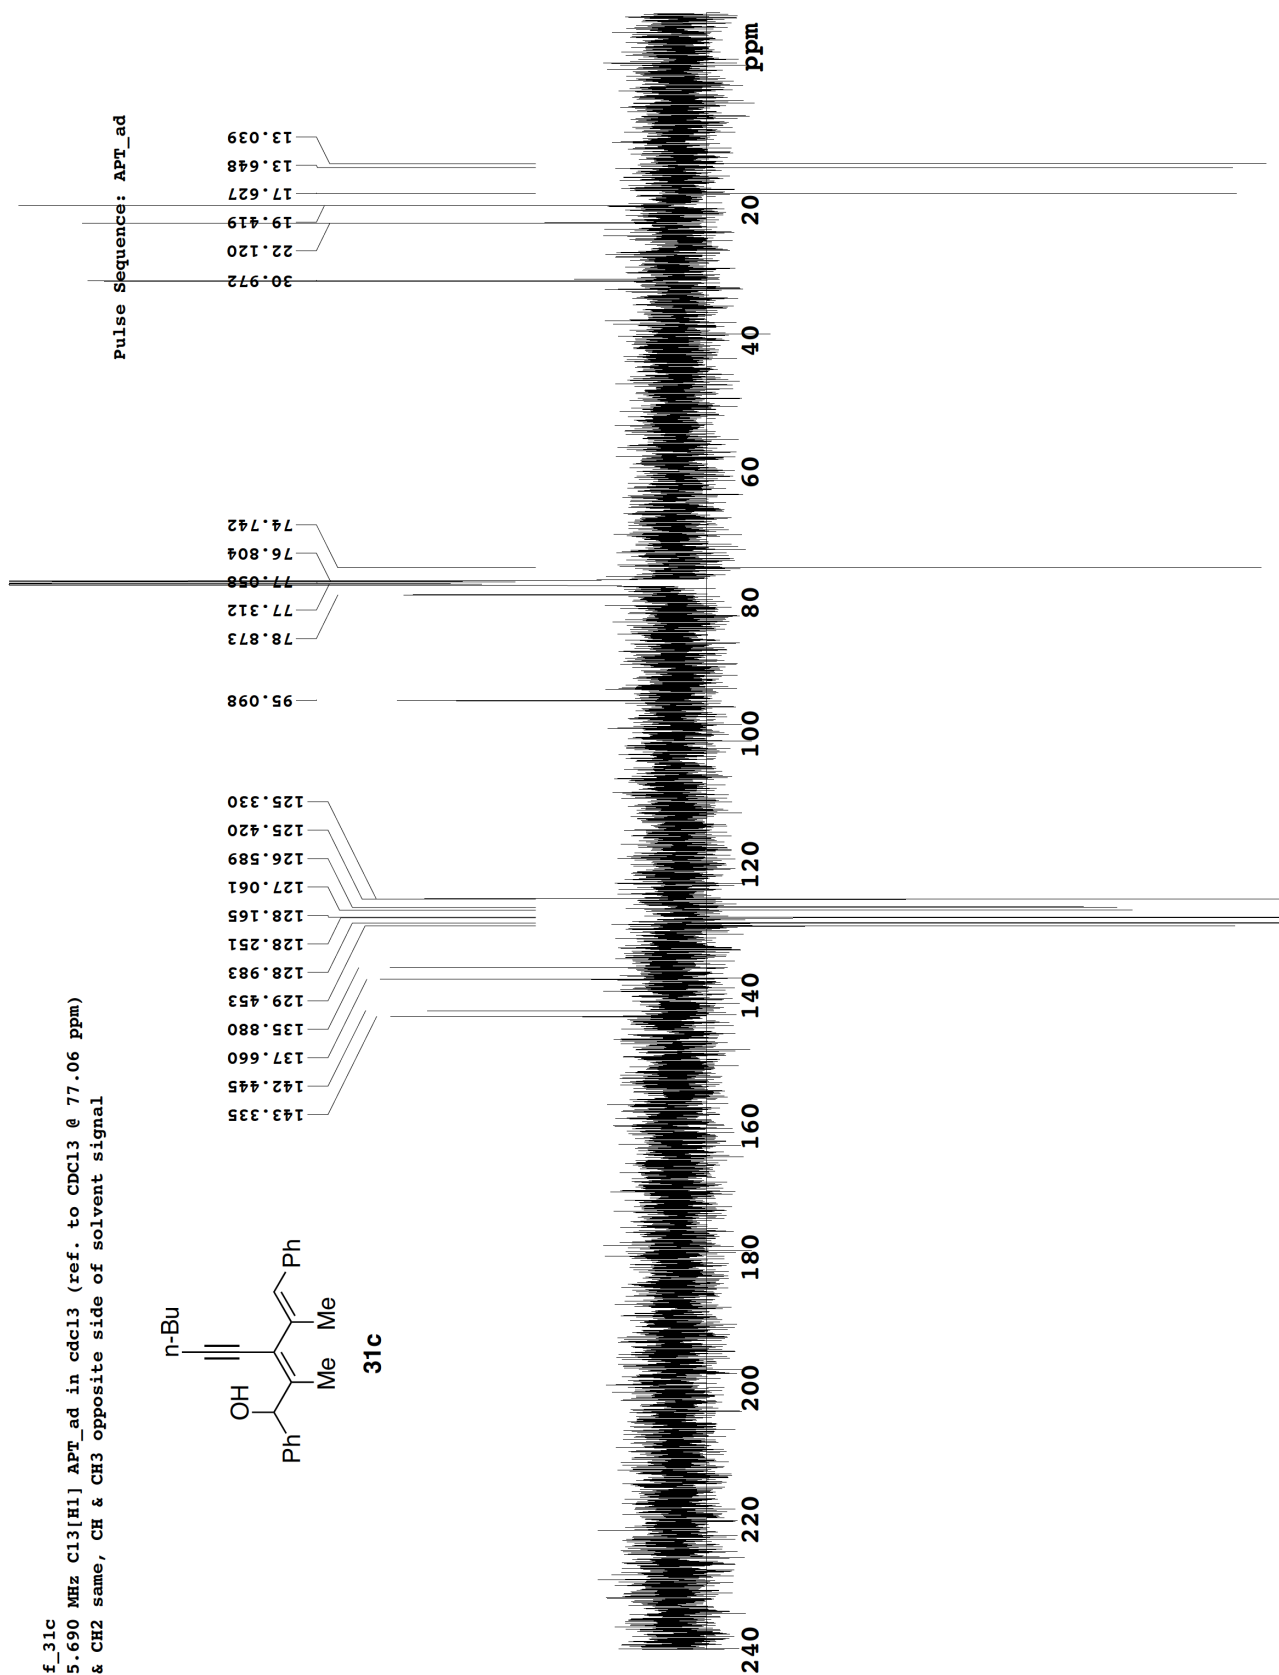 f_31c
5.690 MHz C13[H1] APT_ad in cdcl3 (ref. to CDCl3 @ 77.06 ppm)
& CH2 same, CH & CH3 opposite side of solvent signal
Pulse Sequence: APT_ad
n-Bu
OH
Ph
Me
Me
Ph
31c
143.335
142.445
137.660
135.880
129.453
128.983
128.251
128.165
127.061
126.589
125.420
125.330
95.098
78.873
77.312
77.058
76.804
74.742
30.972
22.120
19.419
17.627
13.648
13.039
240 220 200 180 160 140 120 100 80 60 40 20 ppm